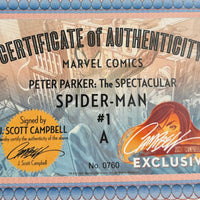 CERTIFICATE OF AUTHENTICITY
MARVEL COMICS
PETER PARKER: The SPECTACULAR
SPIDER-MAN
#1
A
Signed by
J. SCOTT CAMPBELL
I hereby certify the authenticity of the above
J. Scott Campbell
No. 0760
EXCLUSIV